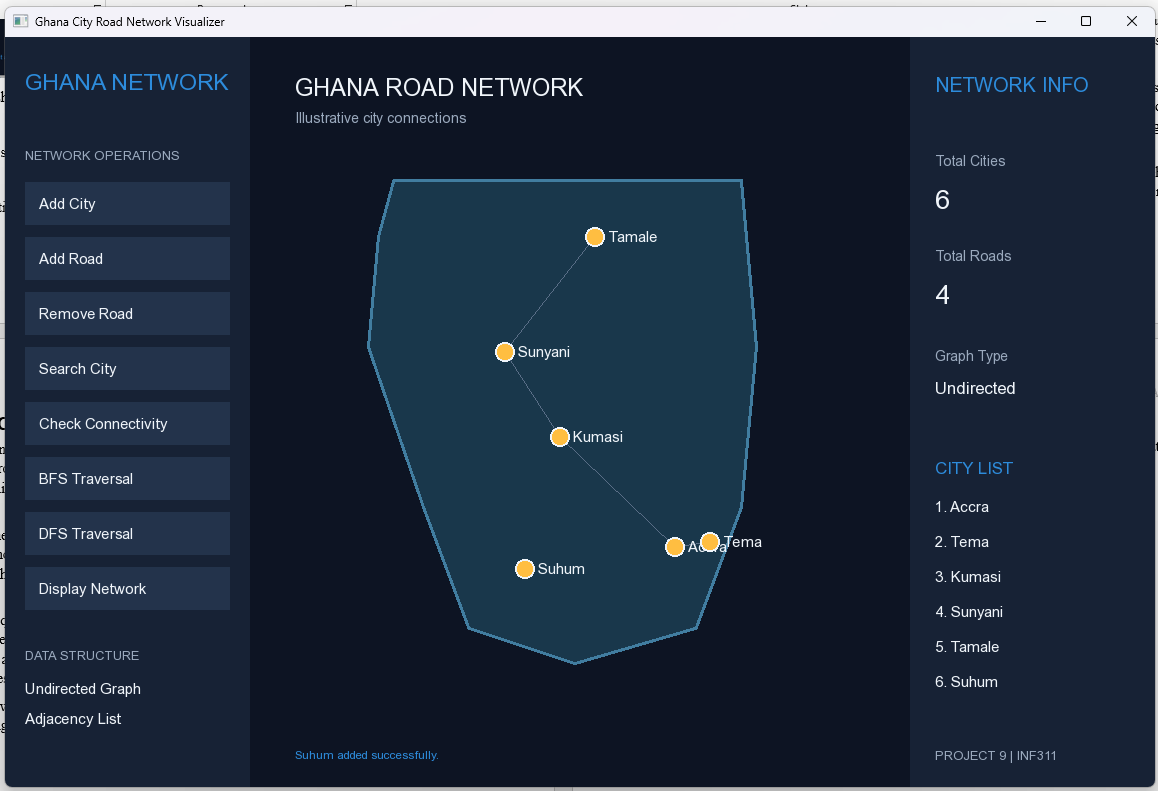 Ghana City Road Network Visualizer
GHANA NETWORK
NETWORK OPERATIONS
Add City
Add Road
Remove Road
Search City
Check Connectivity
BFS Traversal
DFS Traversal
Display Network
DATA STRUCTURE
Undirected Graph
Adjacency List
GHANA ROAD NETWORK
Illustrative city connections
Tamale
Sunyani
Kumasi
Accra
Tema
Suhum
Suhum added successfully.
NETWORK INFO
Total Cities
6
Total Roads
4
Graph Type
Undirected
CITY LIST
1. Accra
2. Tema
3. Kumasi
4. Sunyani
5. Tamale
6. Suhum
PROJECT 9 | INF311